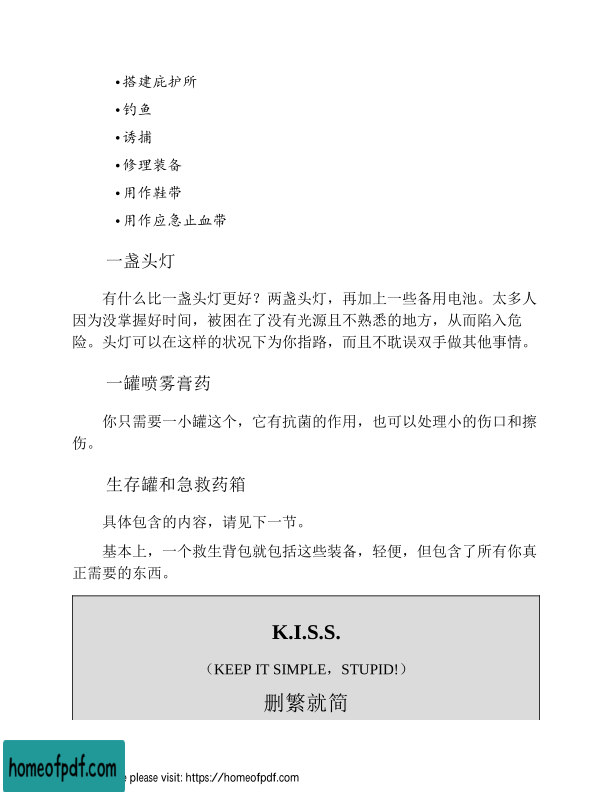 •搭建庇护所
•钓鱼
•诱捕
•修理装备
•用作鞋带
•用作应急止血带
一盏头灯
有什么比一盏头灯更好？两盏头灯，再加上一些备用电池。太多人
因为没掌握好时间，被困在了没有光源且不熟悉的地方，从而陷入危
险。头灯可以在这样的状况下为你指路，而且不耽误双手做其他事情。
一罐喷雾膏药
你只需要一小罐这个，它有抗菌的作用，也可以处理小的伤口和擦
伤。
生存罐和急救药箱
具体包含的内容，请见下一节。
基本上，一个救生背包就包括这些装备，轻便，但包含了所有你真
正需要的东西。
K.I.S.S.
（KEEP IT SIMPLE，STUPID!）
删繁就简
homeofpdf.com
please visit: https://homeofpdf.com